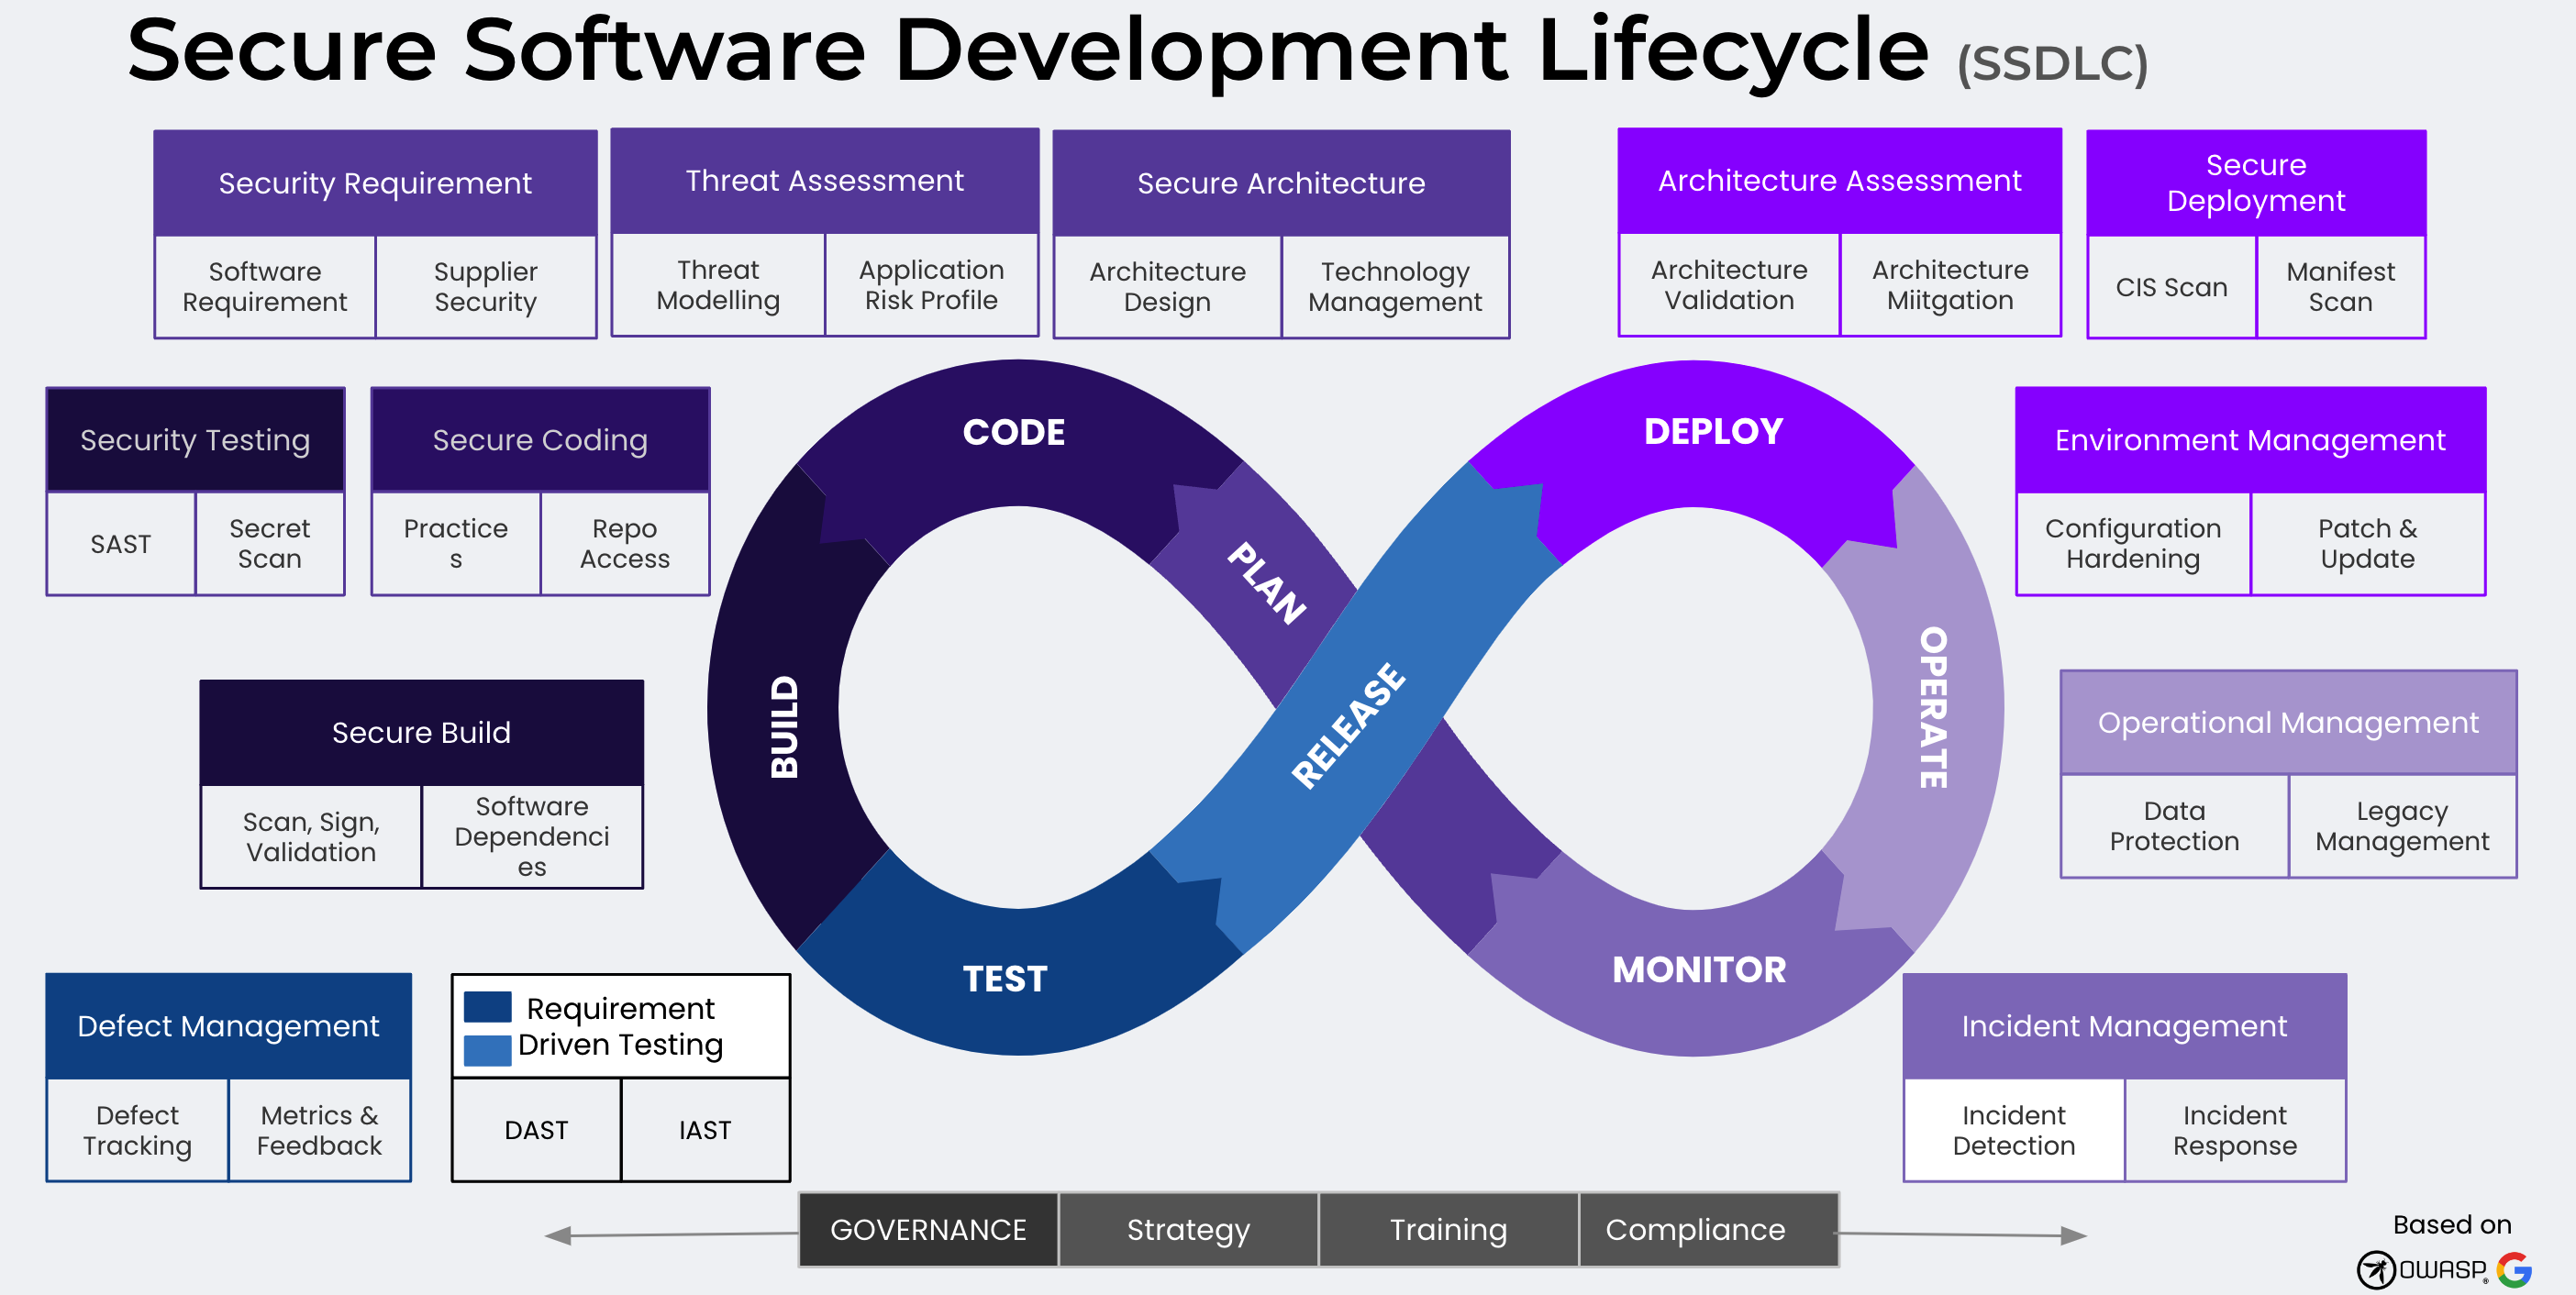 Secure Software Development Lifecycle (SSDLC)
Security Requirement
Software
Requirement
Supplier
Security
Threat Assessment
Threat
Modelling
Application
Risk Profile
Secure Architecture
Architecture
Design
Technology
Management
Architecture Assessment
Architecture
Validation
Architecture
Miitgation
Secure
Deployment
CIS Scan
Manifest
Scan
Security Testing
SAST
Secret
Scan
Secure Coding
Practice
s
Repo
Access
CODE
PLAN
DEPLOY
Environment Management
Configuration
Hardening
Patch &
Update
Secure Build
Scan, Sign,
Validation
Software
Dependenci
es
BUILD
RELEASE
OPERATE
Operational Management
Data
Protection
Legacy
Management
TEST
MONITOR
Defect Management
Defect
Tracking
Metrics &
Feedback
Requirement
Driven Testing
DAST
IAST
Incident Management
Incident
Detection
Incident
Response
GOVERNANCE
Strategy
Training
Compliance
Based on
OWASP®
G